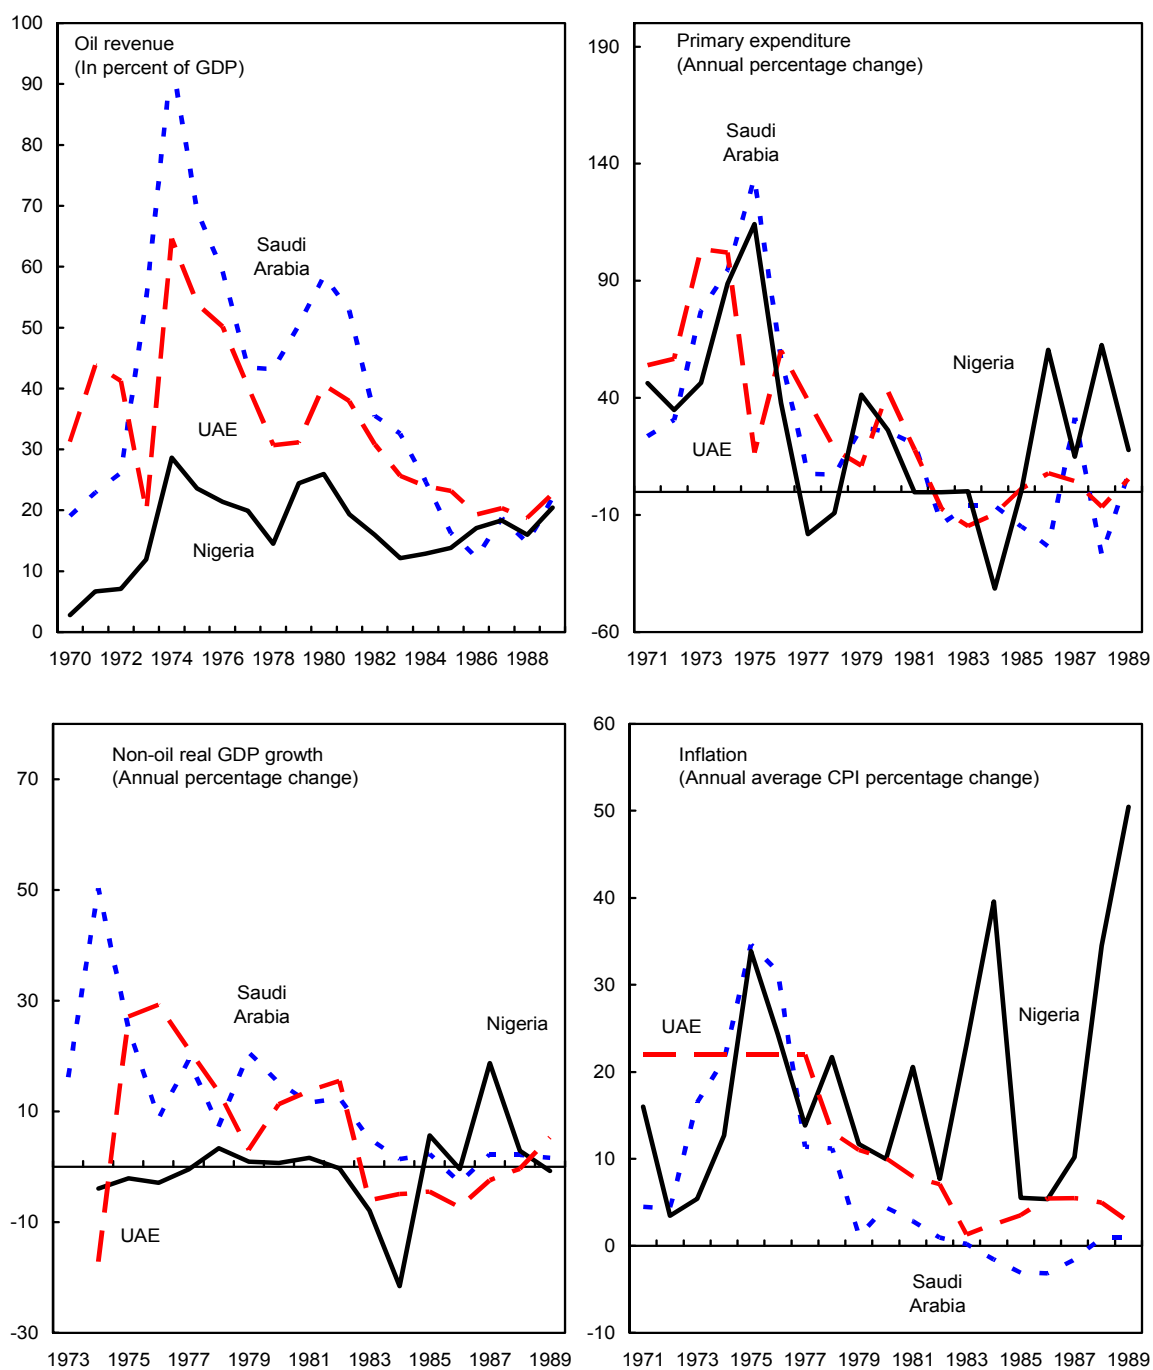 Oil revenue
(In percent of GDP)
100
90
80
70
60
50
40
30
20
10
0
Saudi
Arabia
UAE
Nigeria
1970 1972 1974 1976 1978 1980 1982 1984 1986 1988
Primary expenditure
(Annual percentage change)
190
140
90
40
-10
-60
Saudi
Arabia
Nigeria
UAE
1971 1973 1975 1977 1979 1981 1983 1985 1987 1989
Non-oil real GDP growth
(Annual percentage change)
70
50
30
10
-10
-30
Saudi
Arabia
Nigeria
UAE
1973 1975 1977 1979 1981 1983 1985 1987 1989
Inflation
(Annual average CPI percentage change)
60
50
40
30
20
10
0
-10
UAE
Nigeria
Saudi
Arabia
1971 1973 1975 1977 1979 1981 1983 1985 1987 1989